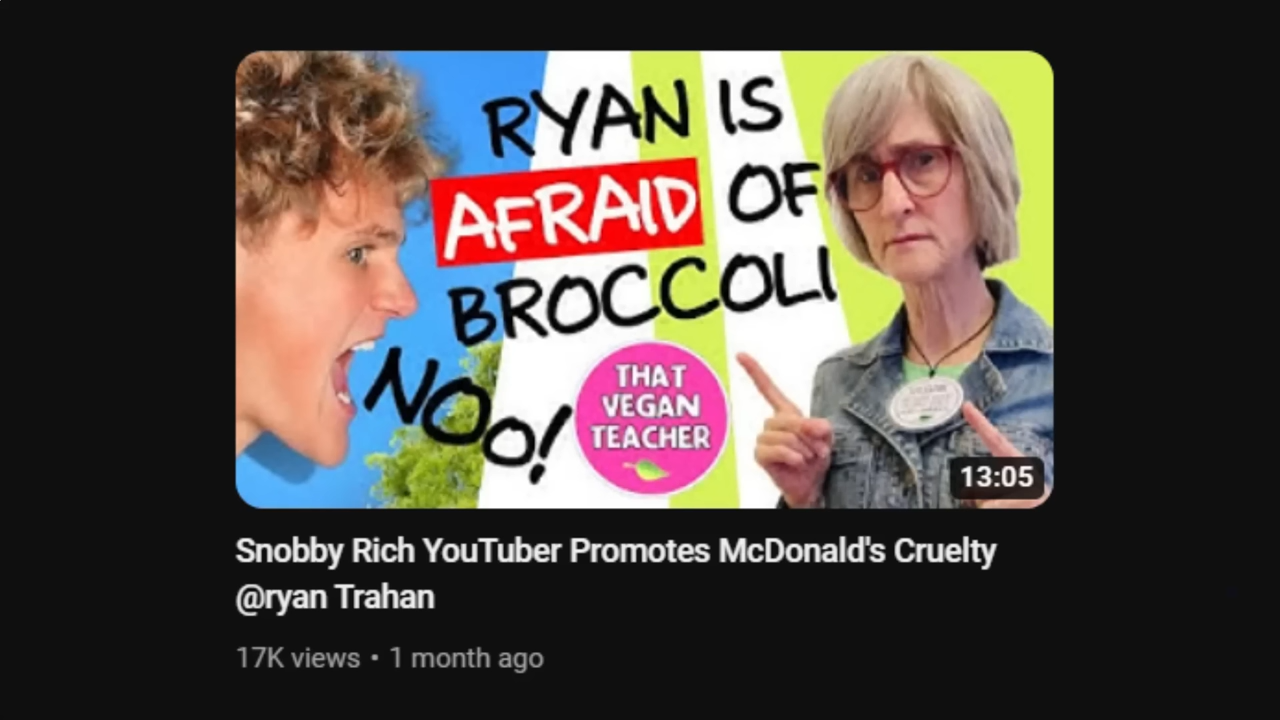 RYAN IS
AFRAID OF
BROCCOLI
NOO!
THAT
VEGAN
TEACHER
13:05
Snobby Rich YouTuber Promotes McDonald's Cruelty
@ryan Trahan
17K views • 1 month ago